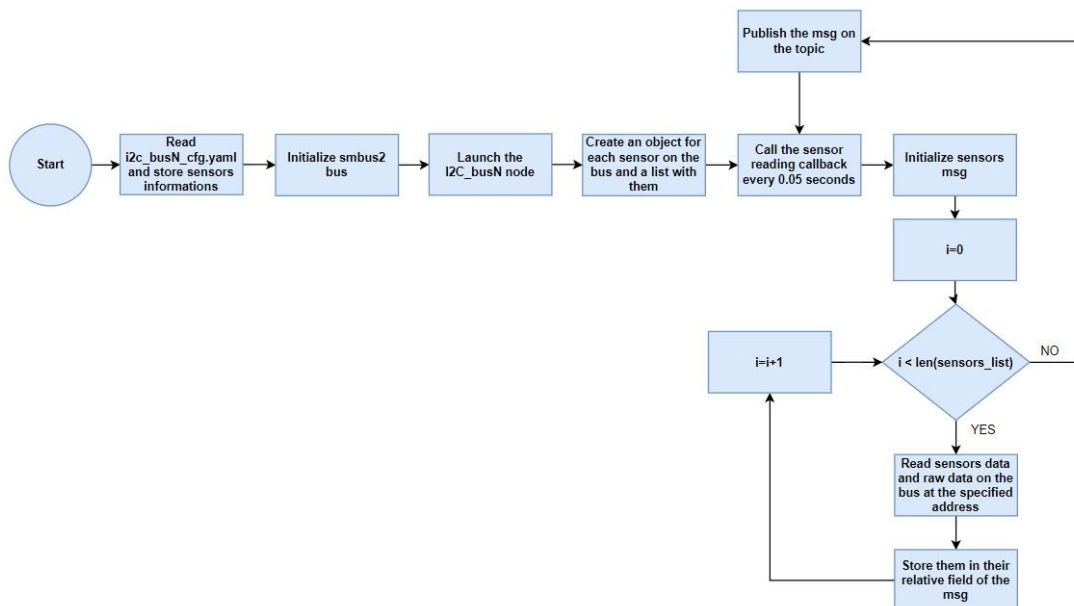 Start
Read
i2c_busN_cfg.yaml
and store sensors
informations
Initialize smbus2
bus
Launch the
I2C_busN node
Create an object for
each sensor on the
bus and a list with
them
Publish the msg on
the topic
Call the sensor
reading callback
every 0.05 seconds
Initialize sensors
msg
i=0
i < len(sensors_list)
NO
YES
i=i+1
Read sensors data
and raw data on the
bus at the specified
address
Store them in their
relative field of the
msg